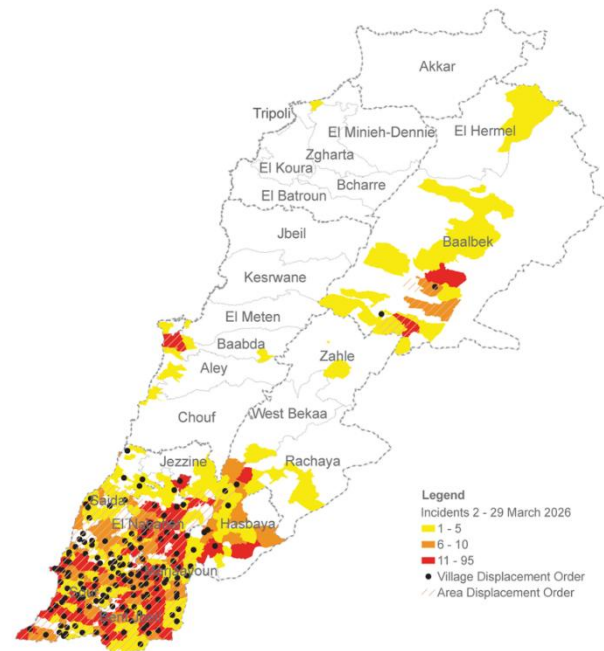 Akkar
Tripoli
El Minieh-Dennie
El Hermel
Zgharta
El Koura
Bcharre
El Batroun
Jbeil
Baalbek
Kesrwane
El Meten
Baabda
Zahle
Aley
West Bekaa
Chouf
Jezzine
Rachaya
Saida
El Nabatieh
Hasbaya
Legend
Incidents 2 - 29 March 2026
1 - 5
6 - 10
11 - 95
Village Displacement Order
Area Displacement Order